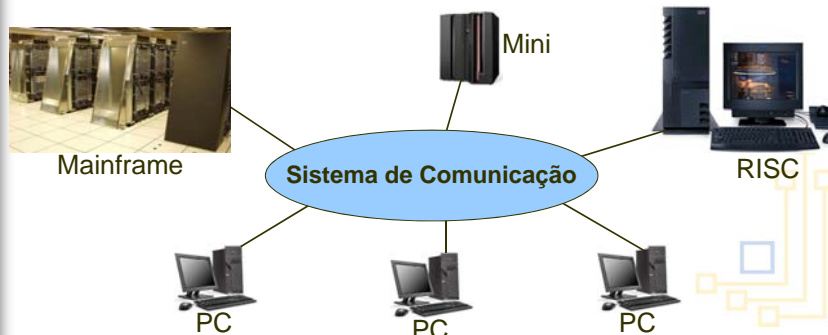 Mini
Mainframe
Sistema de Comunicação
RISC
PC
PC
PC